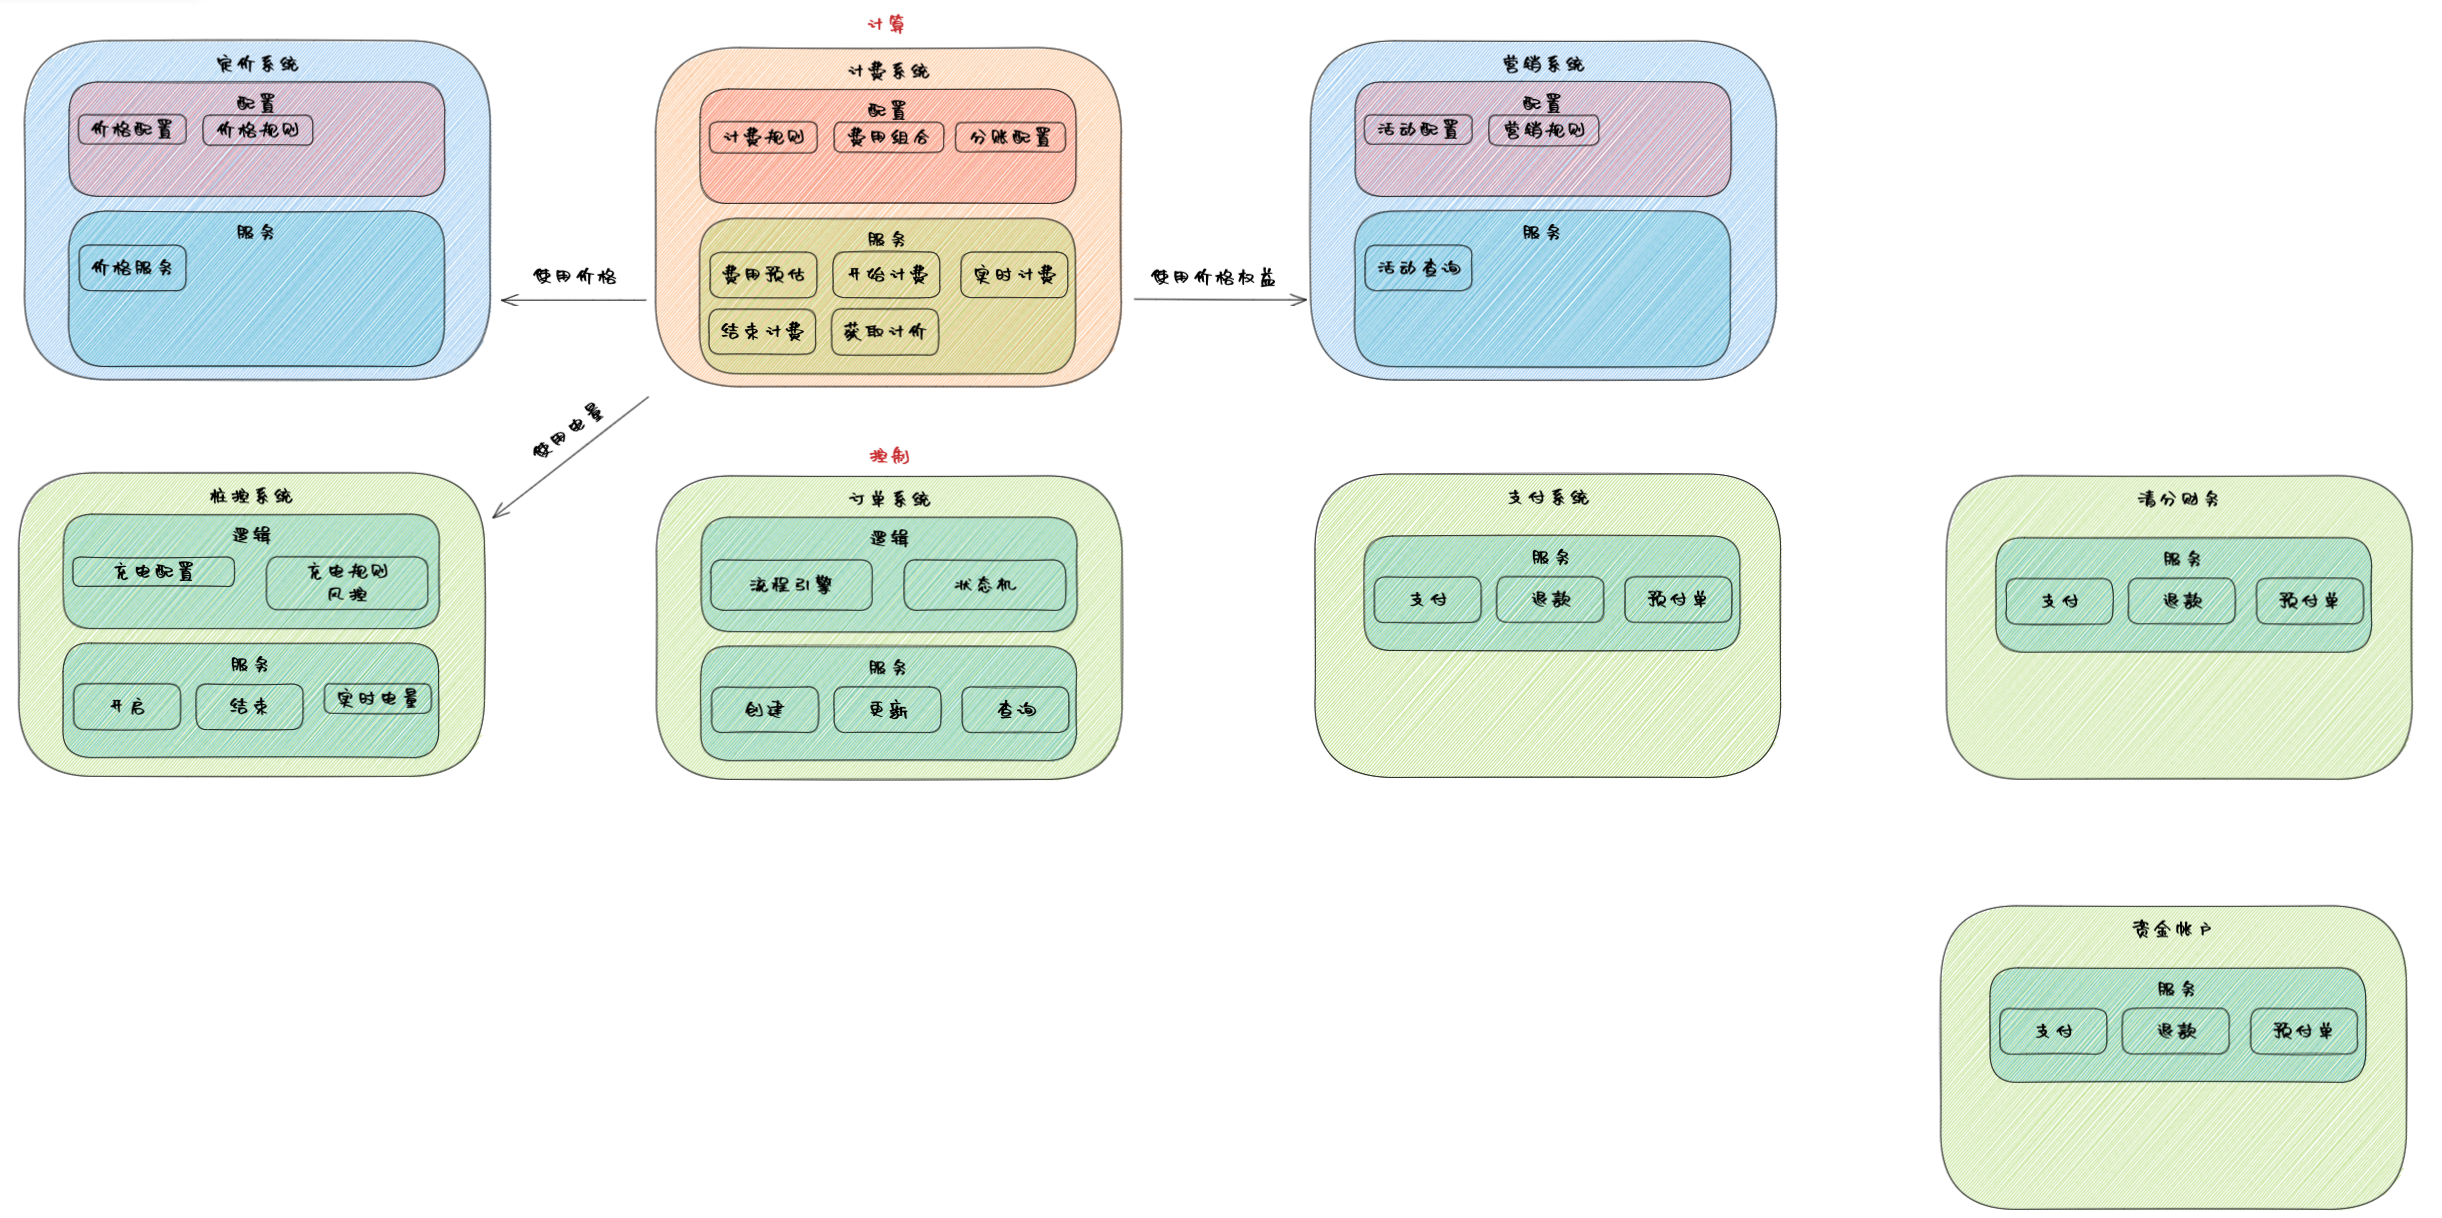 计算
定价系统
配置
价格配置
价格规则
服务
价格服务
使用价格
计费系统
配置
计费规则
费用组合
分账配置
服务
费用预估
开始计费
实时计费
结束计费
获取计价
使用价格权益
营销系统
配置
活动配置
营销规则
服务
活动查询
使用电量
控制
桩控系统
逻辑
充电配置
充电规则
风控
服务
开启
结束
实时电量
订单系统
逻辑
流程引擎
状态机
服务
创建
更新
查询
支付系统
服务
支付
退款
预付单
清分财务
服务
支付
退款
预付单
资金帐户
服务
支付
退款
预付单